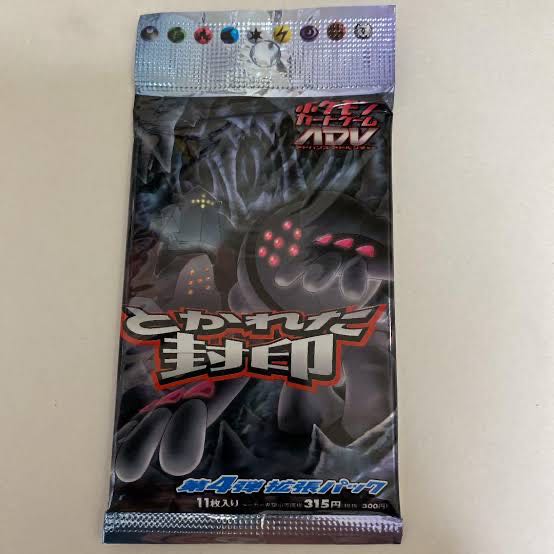 ポケモン
カードゲーム
ADV
とかれた
封印
第4弾 拡張パック
11枚入り 315円 300円